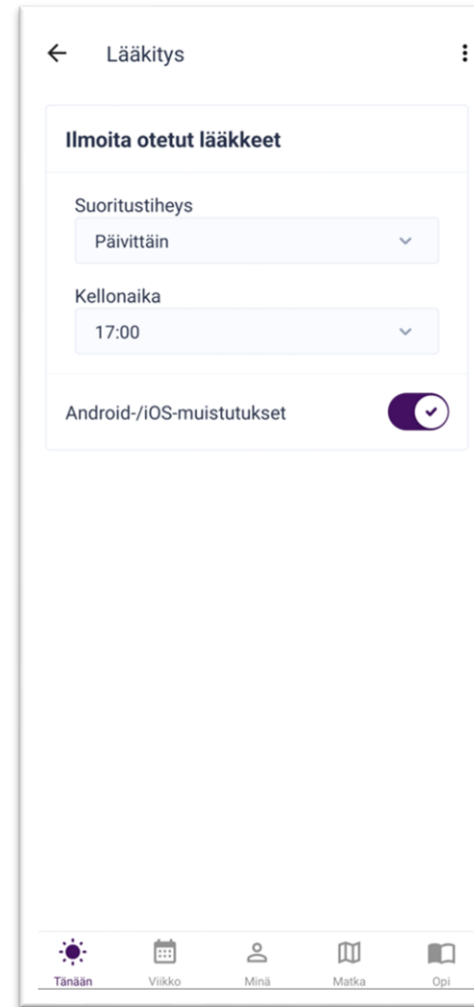 Lääkitys
Ilmoita otetut lääkkeet
Suoritustiheys
Päivittäin
Kellonaika
17:00
Android-/iOS-muistutukset
Tänään Viikko Minä Matka Opi